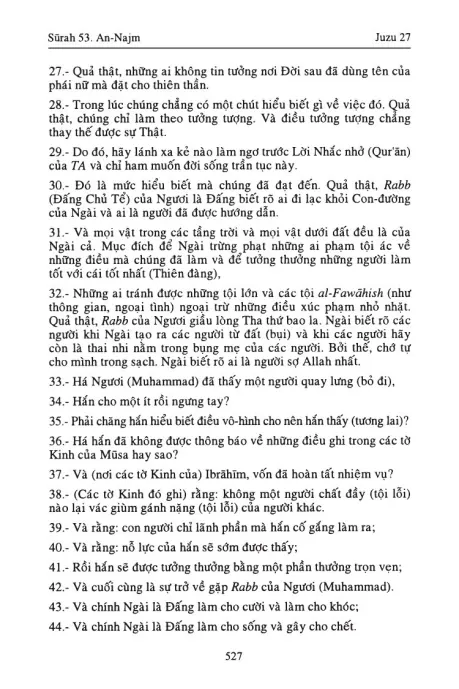 Sūrah 53. An-Najm Juzu 27
27.- Quả thật, những ai không tin tưởng nơi Đời sau đã dùng tên của
phái nữ mà đặt cho thiên thần.
28.- Trong lúc chúng chẳng có một chút hiểu biết gì về việc đó. Quả
thật, chúng chỉ làm theo tưởng tượng. Và điều tưởng tượng chẳng
thay thế được sự Thật.
29.- Do đó, hãy lánh xa kẻ nào làm ngơ trước Lời Nhắc nhở (Qur'ān)
của TA và chỉ ham muốn đời sống trần tục này.
30.- Đó là mức hiểu biết mà chúng đã đạt đến. Quả thật, Rabb
(Đấng Chủ Tể) của Ngươi là Đấng biết rõ ai đi lạc khỏi Con-đường
của Ngài và ai là người đã được hướng dẫn.
31.- Và mọi vật trong các tầng trời và mọi vật dưới đất đều là của
Ngài cả. Mục đích để Ngài trừng phạt những ai phạm tội ác về
những điều mà chúng đã làm và để tưởng thưởng những người làm
tốt với cái tốt nhất (Thiên đàng),
32.- Những ai tránh được những tội lớn và các tội al-Fawāhish (như
thông gian, ngoại tình) ngoại trừ những điều xúc phạm nhỏ nhặt.
Quả thật, Rabb của Ngươi giầu lòng Tha thứ bao la. Ngài biết rõ các
người khi Ngài tạo ra các người từ đất (bụi) và khi các người hãy
còn là thai nhi nằm trong bụng mẹ của các người. Bởi thế, chớ tự
cho mình trong sạch. Ngài biết rõ ai là người sợ Allah nhất.
33.- Há Ngươi (Muhammad) đã thấy một người quay lưng (bỏ đi),
34.- Hắn cho một ít rồi ngưng tay?
35.- Phải chăng hắn hiểu biết điều vô-hình cho nên hắn thấy (tương lai)?
36.- Há hắn đã không được thông báo về những điều ghi trong các tờ
Kinh của Mūsa hay sao?
37.- Và (nơi các tờ Kinh của) Ibrāhīm, vốn đã hoàn tất nhiệm vụ?
38.- (Các tờ Kinh đó ghi) rằng: không một người chất đầy (tội lỗi)
nào lại vác giùm gánh nặng (tội lỗi) của người khác.
39.- Và rằng: con người chỉ lãnh phần mà hắn cố gắng làm ra;
40.- Và rằng: nỗ lực của hắn sẽ sớm được thấy;
41.- Rồi hắn sẽ được tưởng thưởng bằng một phần thưởng trọn vẹn;
42.- Và cuối cùng là sự trở về gặp Rabb của Ngươi (Muhammad).
43.- Và chính Ngài là Đấng làm cho cười và làm cho khóc;
44.- Và chính Ngài là Đấng làm cho sống và gây cho chết.
527